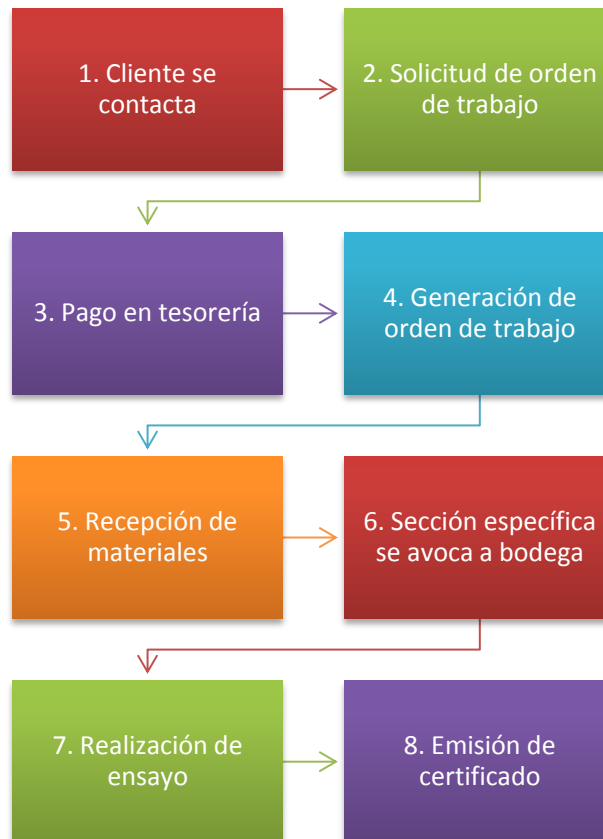 1. Cliente se
contacta
2. Solicitud de orden
de trabajo
3. Pago en tesorería
4. Generación de
orden de trabajo
5. Recepción de
materiales
6. Sección específica
se avoca a bodega
7. Realización de
ensayo
8. Emisión de
certificado